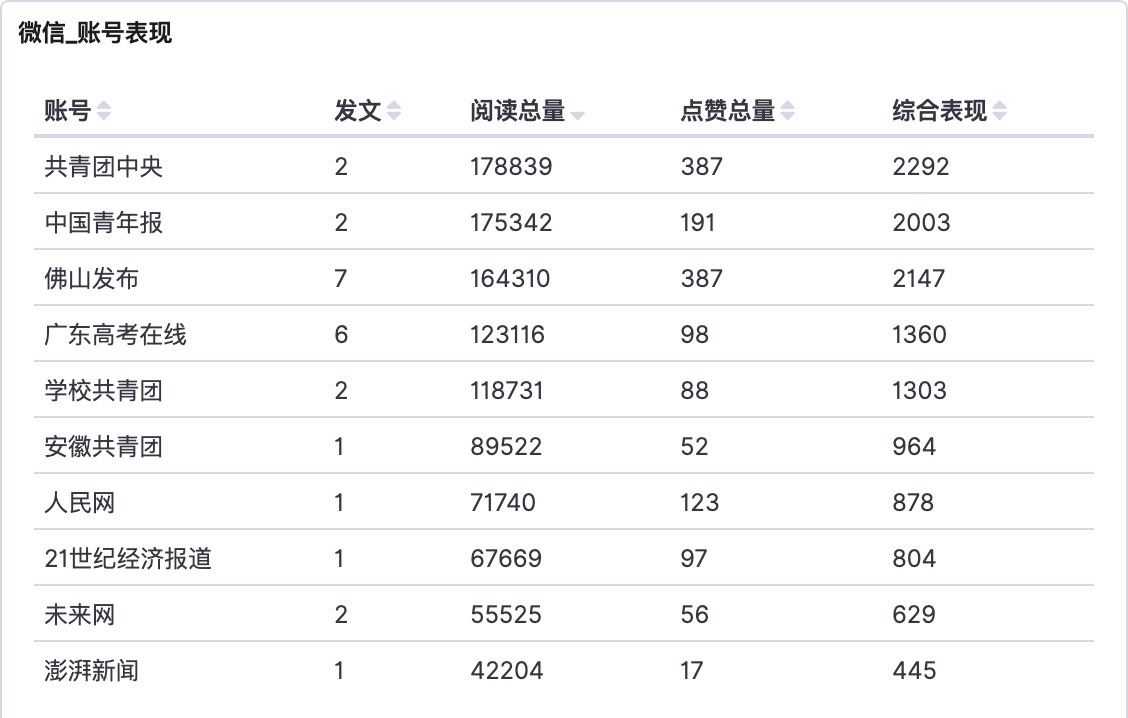 微信_账号表现
账号 发文 阅读总量 点赞总量 综合表现
共青团中央 2 178839 387 2292
中国青年报 2 175342 191 2003
佛山发布 7 164310 387 2147
广东高考在线 6 123116 98 1360
学校共青团 2 118731 88 1303
安徽共青团 1 89522 52 964
人民网 1 71740 123 878
21世纪经济报道 1 67669 97 804
未来网 2 55525 56 629
澎湃新闻 1 42204 17 445